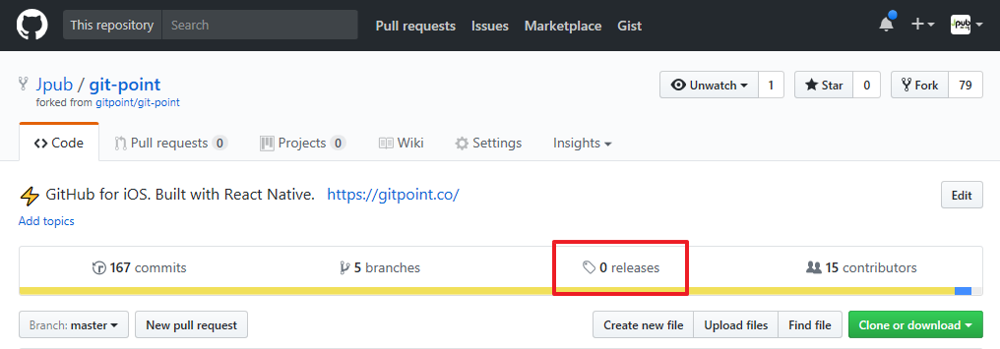 This repository Search Pull requests Issues Marketplace Gist
Jpub / git-point Unwatch 1 Star 0 Fork 79
forked from gitpoint/git-point
Code Pull requests 0 Projects 0 Wiki Settings Insights
GitHub for iOS. Built with React Native. https://gitpoint.co/ Edit
Add topics
167 commits 5 branches 0 releases 15 contributors
Branch: master New pull request Create new file Upload files Find file Clone or download